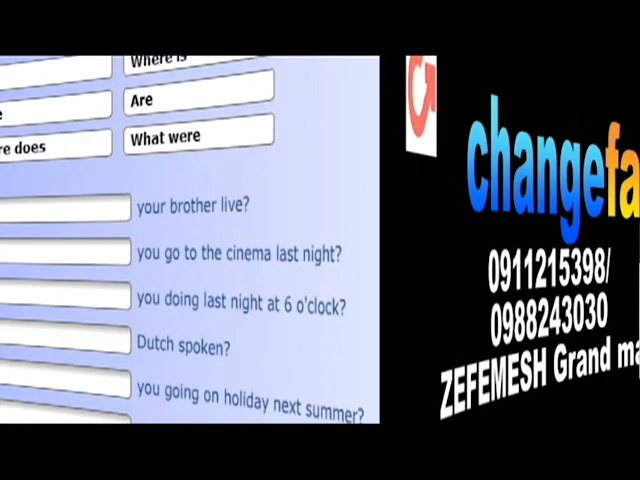 Where is
Are
re does
What were
your brother live?
you go to the cinema last night?
you doing last night at 6 o'clock?
Dutch spoken?
you going on holiday next summer?
changefa
0911215398/
0988243030
ZEFEMESH Grand ma